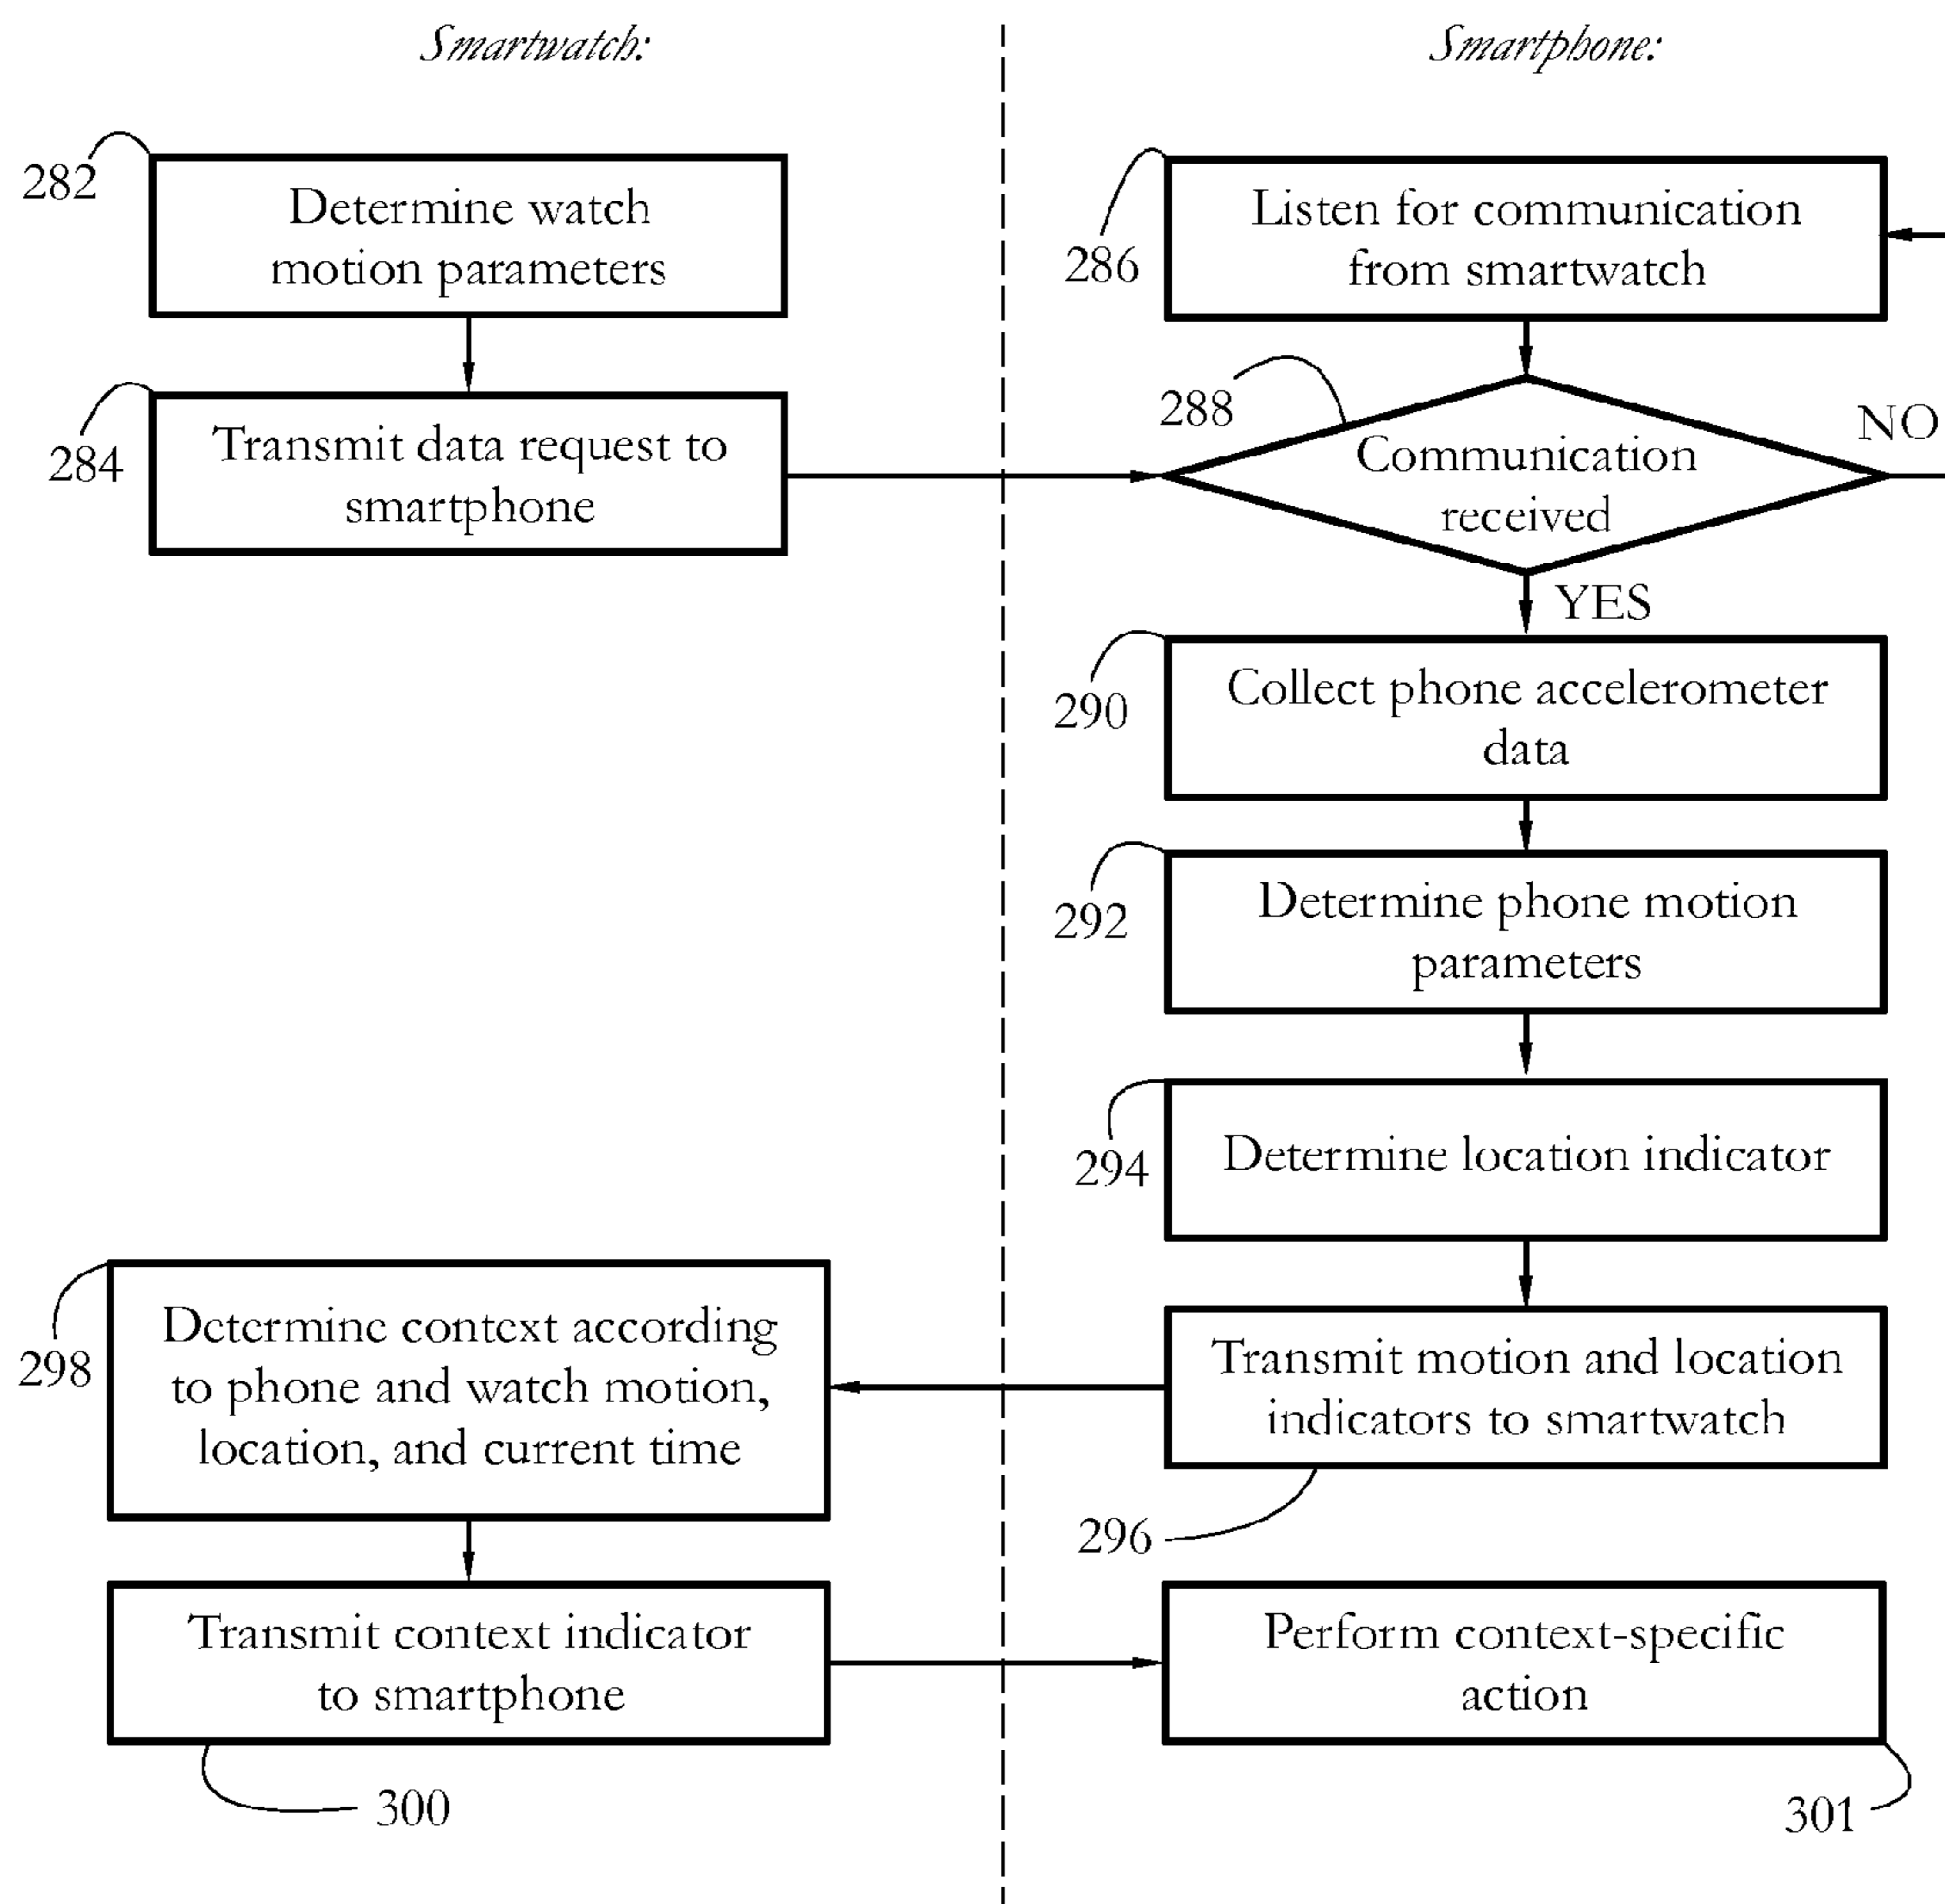 Smartwatch:
Smartphone:
282
Determine watch
motion parameters
284
Transmit data request to
smartphone
286
Listen for communication
from smartwatch
288
Communication
received
NO
YES
290
Collect phone accelerometer
data
292
Determine phone motion
parameters
294
Determine location indicator
Transmit motion and location
indicators to smartwatch
296
298
Determine context according
to phone and watch motion,
location, and current time
Transmit context indicator
to smartphone
300
Perform context-specific
action
301